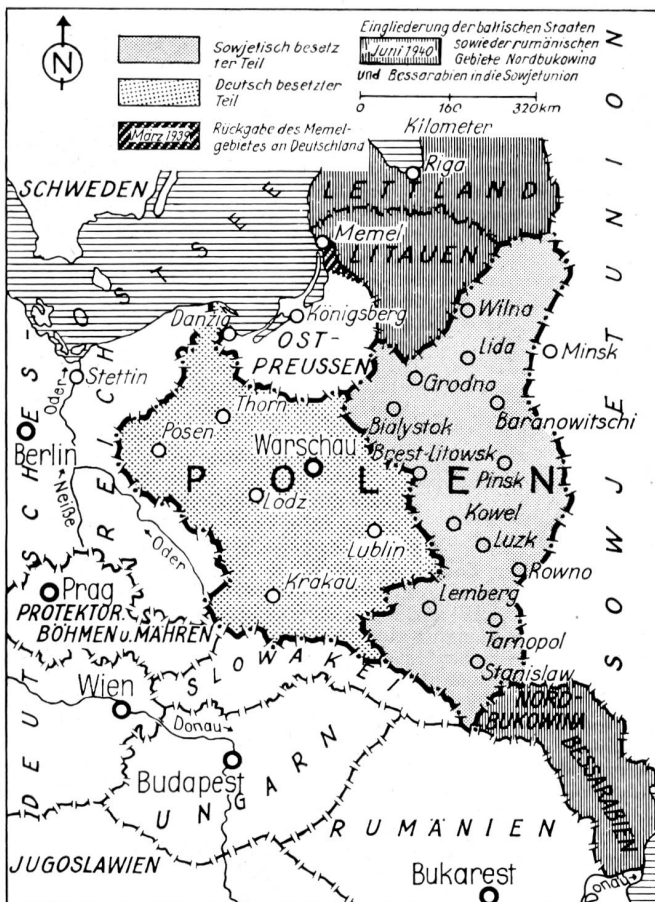 N
Sowjetisch besetz
ter Teil
Deutsch besetzter
Teil
März 1939
Rückgabe des Memel-
gebietes an Deutschland
Eingliederung der baltischen Staaten
Juni 1940
sowie der rumänischen
Gebiete Nordbukowina
und Bessarabien in die Sowjetunion
0 160 320 km
Kilometer
SCHWEDEN
OSTSEE
Riga
LETTLAND
Memel
LITAUEN
SOWJETUNION
Wilna
Danzig
Königsberg
OST-
PREUSSEN
Lida
Minsk
Grodno
Oder
Stettin
Thorn
Bialystok
Baranowitschi
Berlin
Posen
Warschau
Brest-Litowsk
POLEN
Pinsk
Neiße
Lodz
Kowel
Oder
Lublin
Luzk
Rowno
Prag
PROTEKTOR.
BÖHMEN u. MÄHREN
Krakau
Lemberg
Tarnopol
SLOWAKEI
Stanislaw
Wien
Donau
NORD-
BUKOWINA
Budapest
BESSARABIEN
UNGARN
DEUTSCHES-
REICH
RUMÄNIEN
JUGOSLAWIEN
Bukarest
Donau